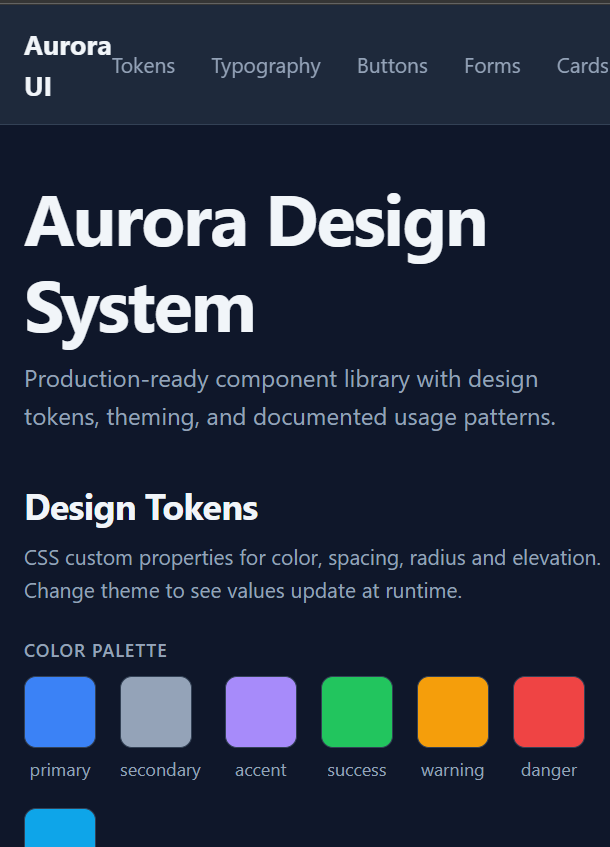 Aurora
UI
Tokens Typography Buttons Forms Cards
Aurora Design
System
Production-ready component library with design
tokens, theming, and documented usage patterns.
Design Tokens
CSS custom properties for color, spacing, radius and elevation.
Change theme to see values update at runtime.
COLOR PALETTE
primary secondary accent success warning danger